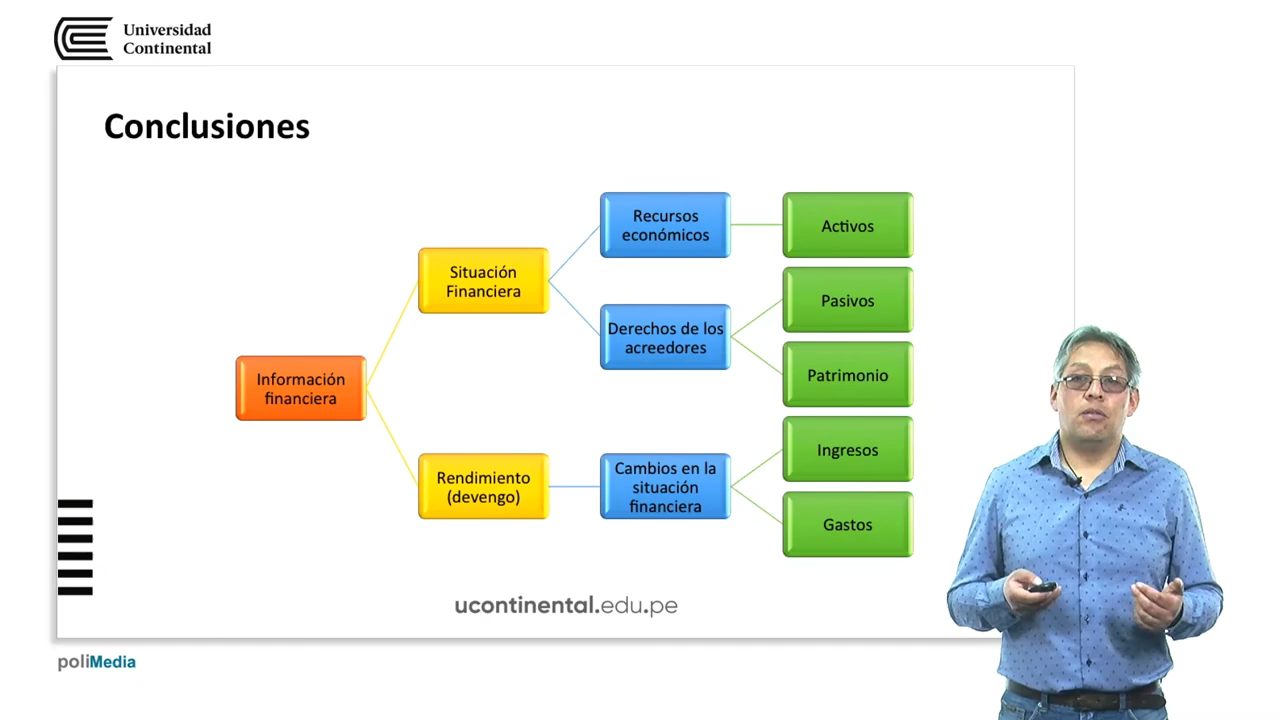 Universidad
Continental
Conclusiones
Recursos
económicos
Activos
Situación
Financiera
Pasivos
Derechos de los
acreedores
Patrimonio
Información
financiera
Ingresos
Rendimiento
(devengo)
Cambios en la
situación
financiera
Gastos
ucontinental.edu.pe
poliMedia